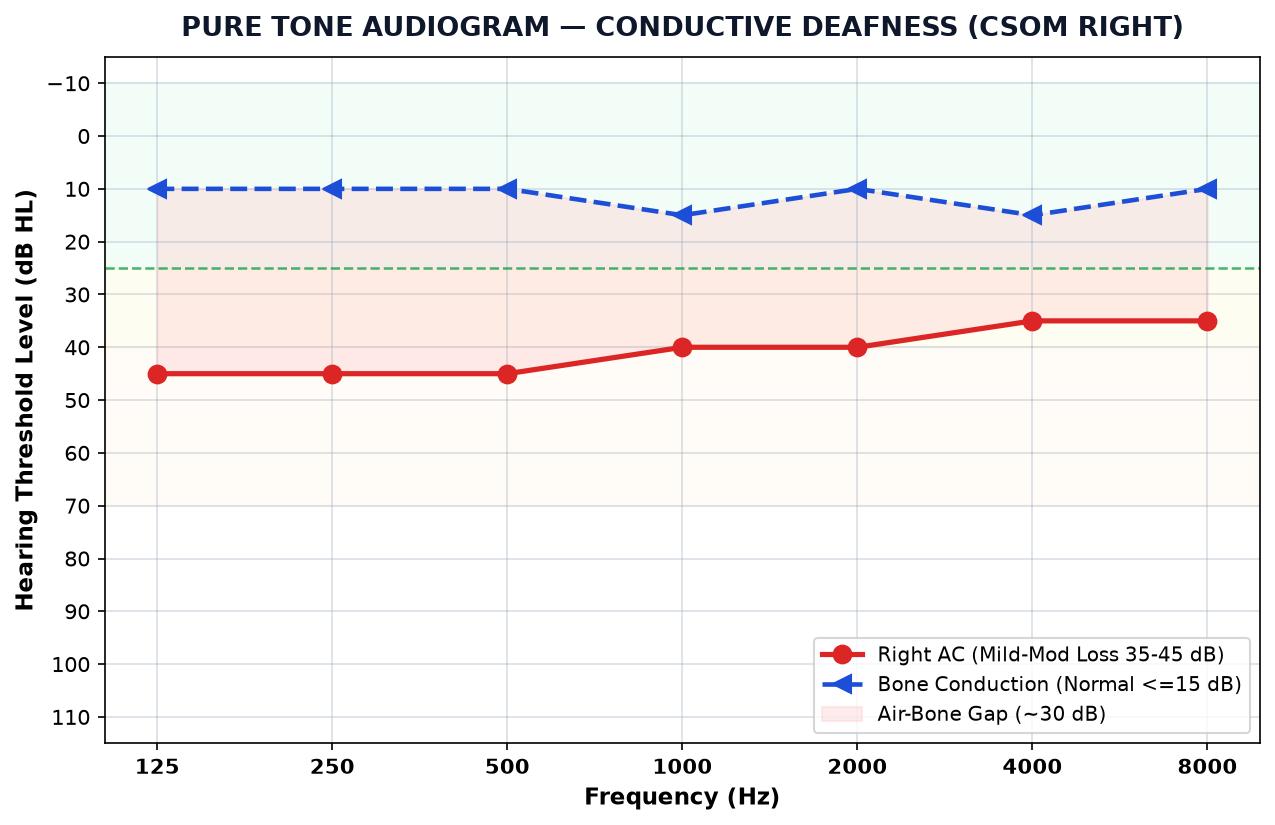 PURE TONE AUDIOGRAM — CONDUCTIVE DEAFNESS (CSOM RIGHT)
Hearing Threshold Level (dB HL)
−10
0
10
20
30
40
50
60
70
80
90
100
110
Right AC (Mild-Mod Loss 35-45 dB)
Bone Conduction (Normal <=15 dB)
Air-Bone Gap (~30 dB)
125 250 500 1000 2000 4000 8000
Frequency (Hz)